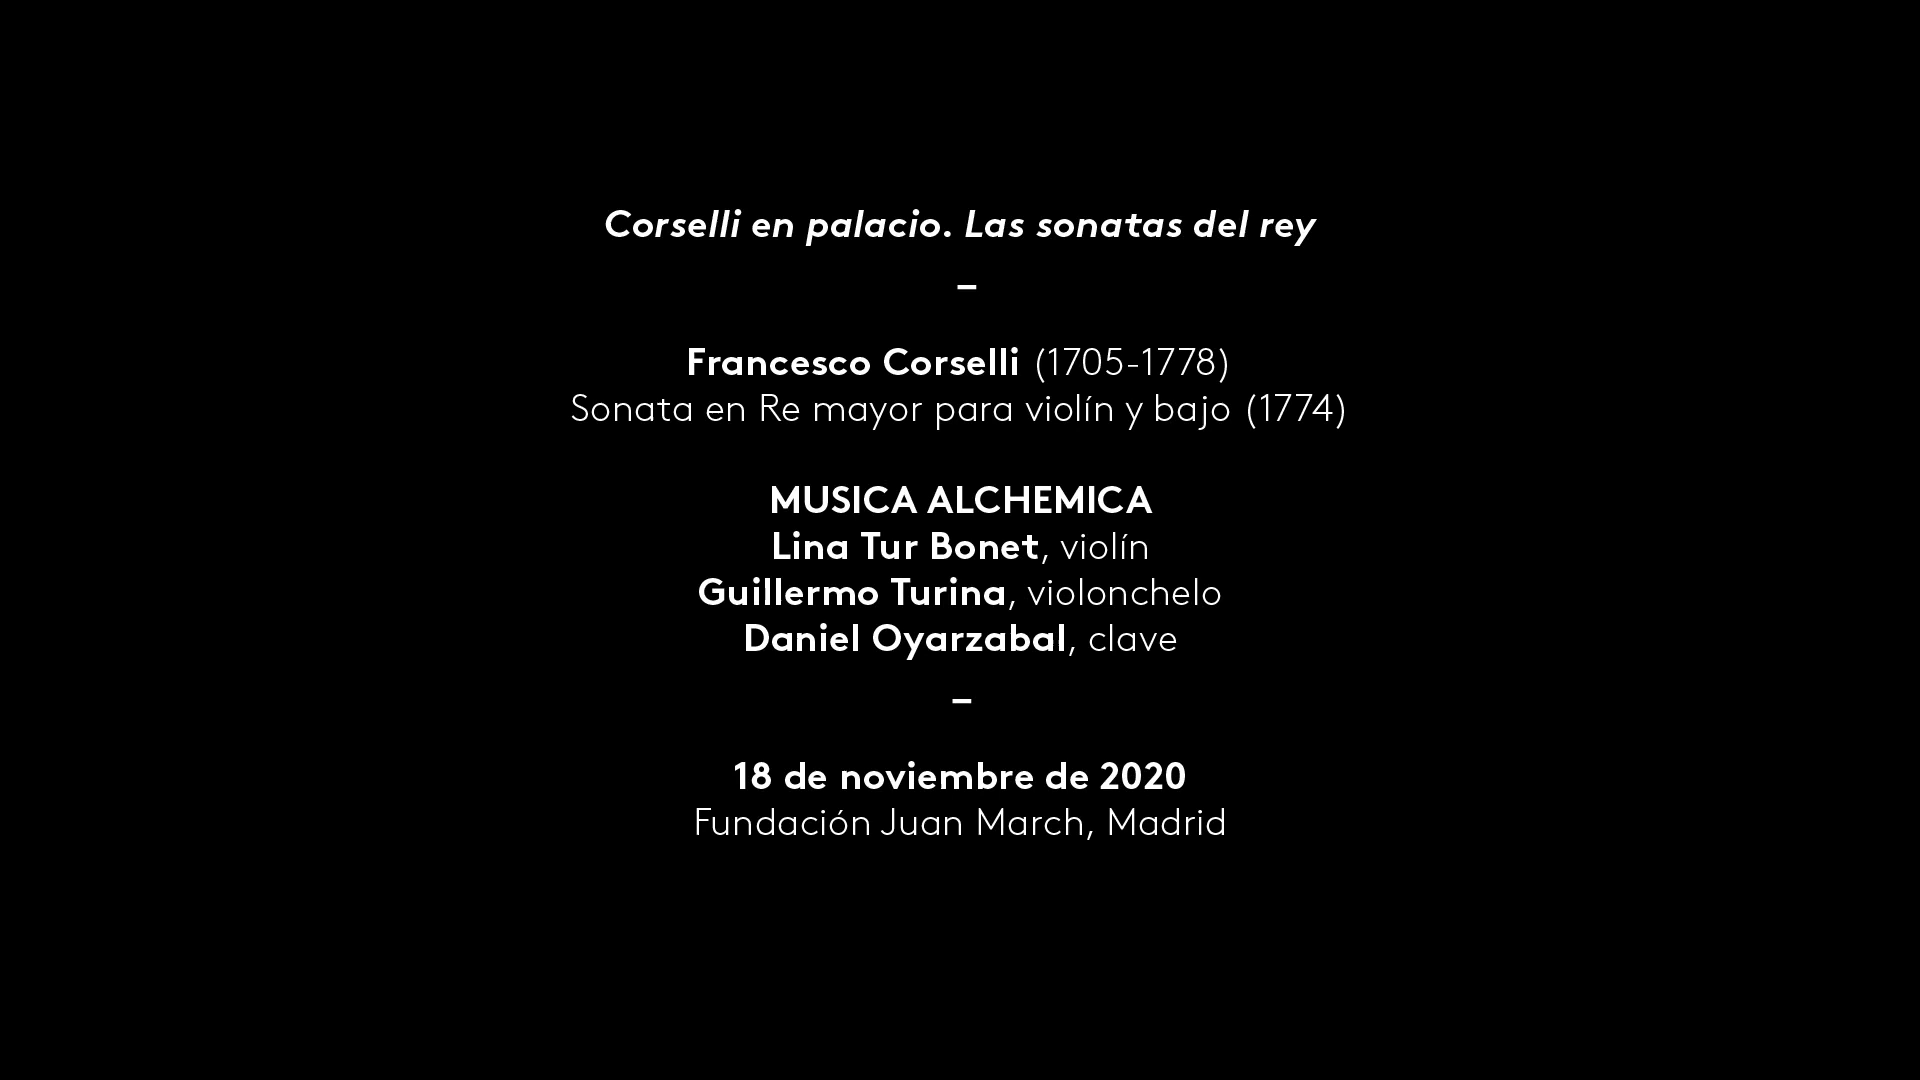 Corselli en palacio. Las sonatas del rey
–
Francesco Corselli (1705-1778)
Sonata en Re mayor para violín y bajo (1774)
MUSICA ALCHEMICA
Lina Tur Bonet, violín
Guillermo Turina, violonchelo
Daniel Oyarzabal, clave
–
18 de noviembre de 2020
Fundación Juan March, Madrid